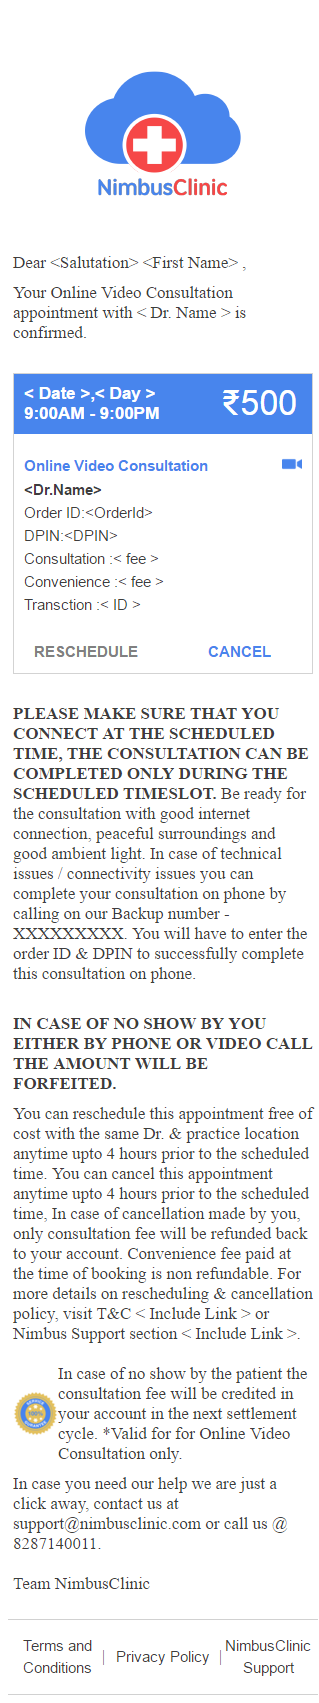 NimbusClinic
Dear <Salutation> <First Name> ,
Your Online Video Consultation
appointment with < Dr. Name > is
confirmed.
< Date >,< Day >
9:00AM - 9:00PM
₹500
Online Video Consultation
<Dr.Name>
Order ID:<OrderId>
DPIN:<DPIN>
Consultation :< fee >
Convenience :< fee >
Transction :< ID >
RESCHEDULE
CANCEL
PLEASE MAKE SURE THAT YOU
CONNECT AT THE SCHEDULED
TIME, THE CONSULTATION CAN BE
COMPLETED ONLY DURING THE
SCHEDULED TIMESLOT. Be ready for
the consultation with good internet
connection, peaceful surroundings and
good ambient light. In case of technical
issues / connectivity issues you can
complete your consultation on phone by
calling on our Backup number -
XXXXXXXXX. You will have to enter the
order ID & DPIN to successfully complete
this consultation on phone.
IN CASE OF NO SHOW BY YOU
EITHER BY PHONE OR VIDEO CALL
THE AMOUNT WILL BE
FORFEITED.
You can reschedule this appointment free of
cost with the same Dr. & practice location
anytime upto 4 hours prior to the scheduled
time. You can cancel this appointment
anytime upto 4 hours prior to the scheduled
time, In case of cancellation made by you,
only consultation fee will be refunded back
to your account. Convenience fee paid at
the time of booking is non refundable. For
more details on rescheduling & cancellation
policy, visit T&C < Include Link > or
Nimbus Support section < Include Link >.
In case of no show by the patient the
consultation fee will be credited in
your account in the next settlement
cycle. *Valid for for Online Video
Consultation only.
In case you need our help we are just a
click away, contact us at
support@nimbusclinic.com or call us @
8287140011.
Team NimbusClinic
Terms and
Conditions
Privacy Policy
NimbusClinic
Support